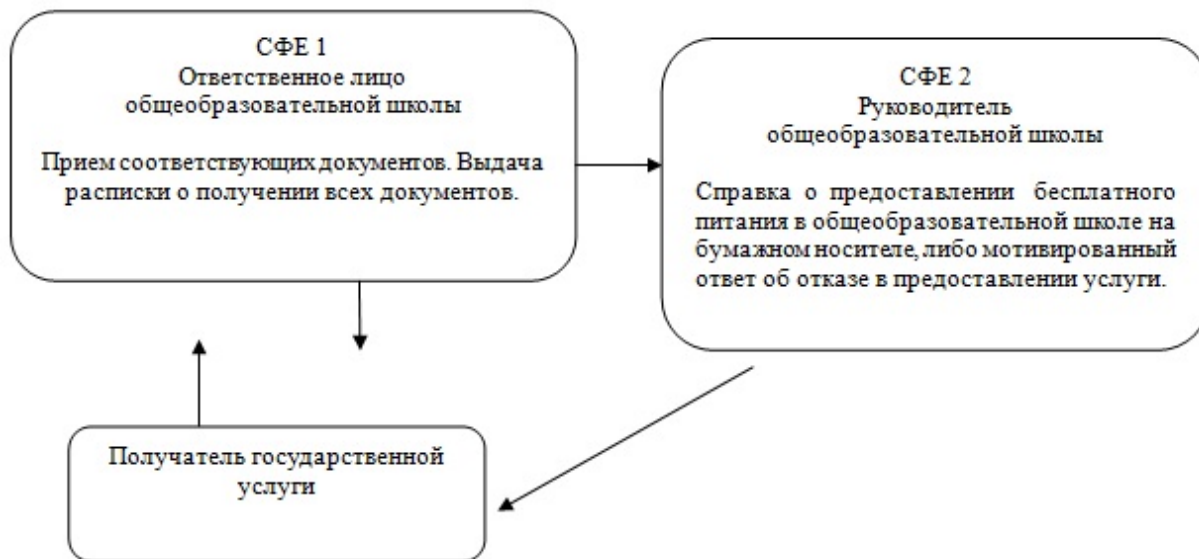 СФЕ 1
Ответственное лицо
общеобразовательной школы
Прием соответствующих документов. Выдача
расписки о получении всех документов.
СФЕ 2
Руководитель
общеобразовательной школы
Справка о предоставлении бесплатного
питания в общеобразовательной школе на
бумажном носителе, либо мотивированный
ответ об отказе в предоставлении услуги.
Получатель государственной
услуги